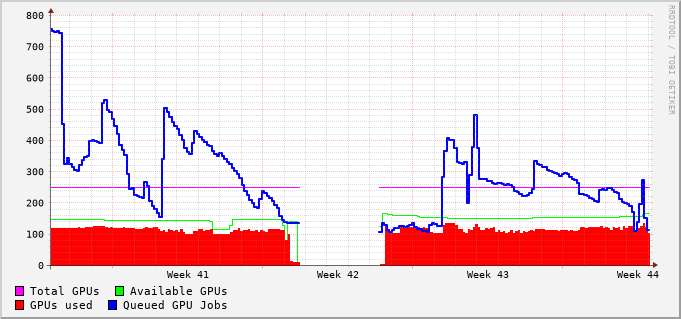 RRDTOOL / TOBI OETIKER
800
700
600
500
400
300
200
100
0
Week 41 Week 42 Week 43 Week 44
Total GPUs Available GPUs
GPUs used Queued GPU Jobs